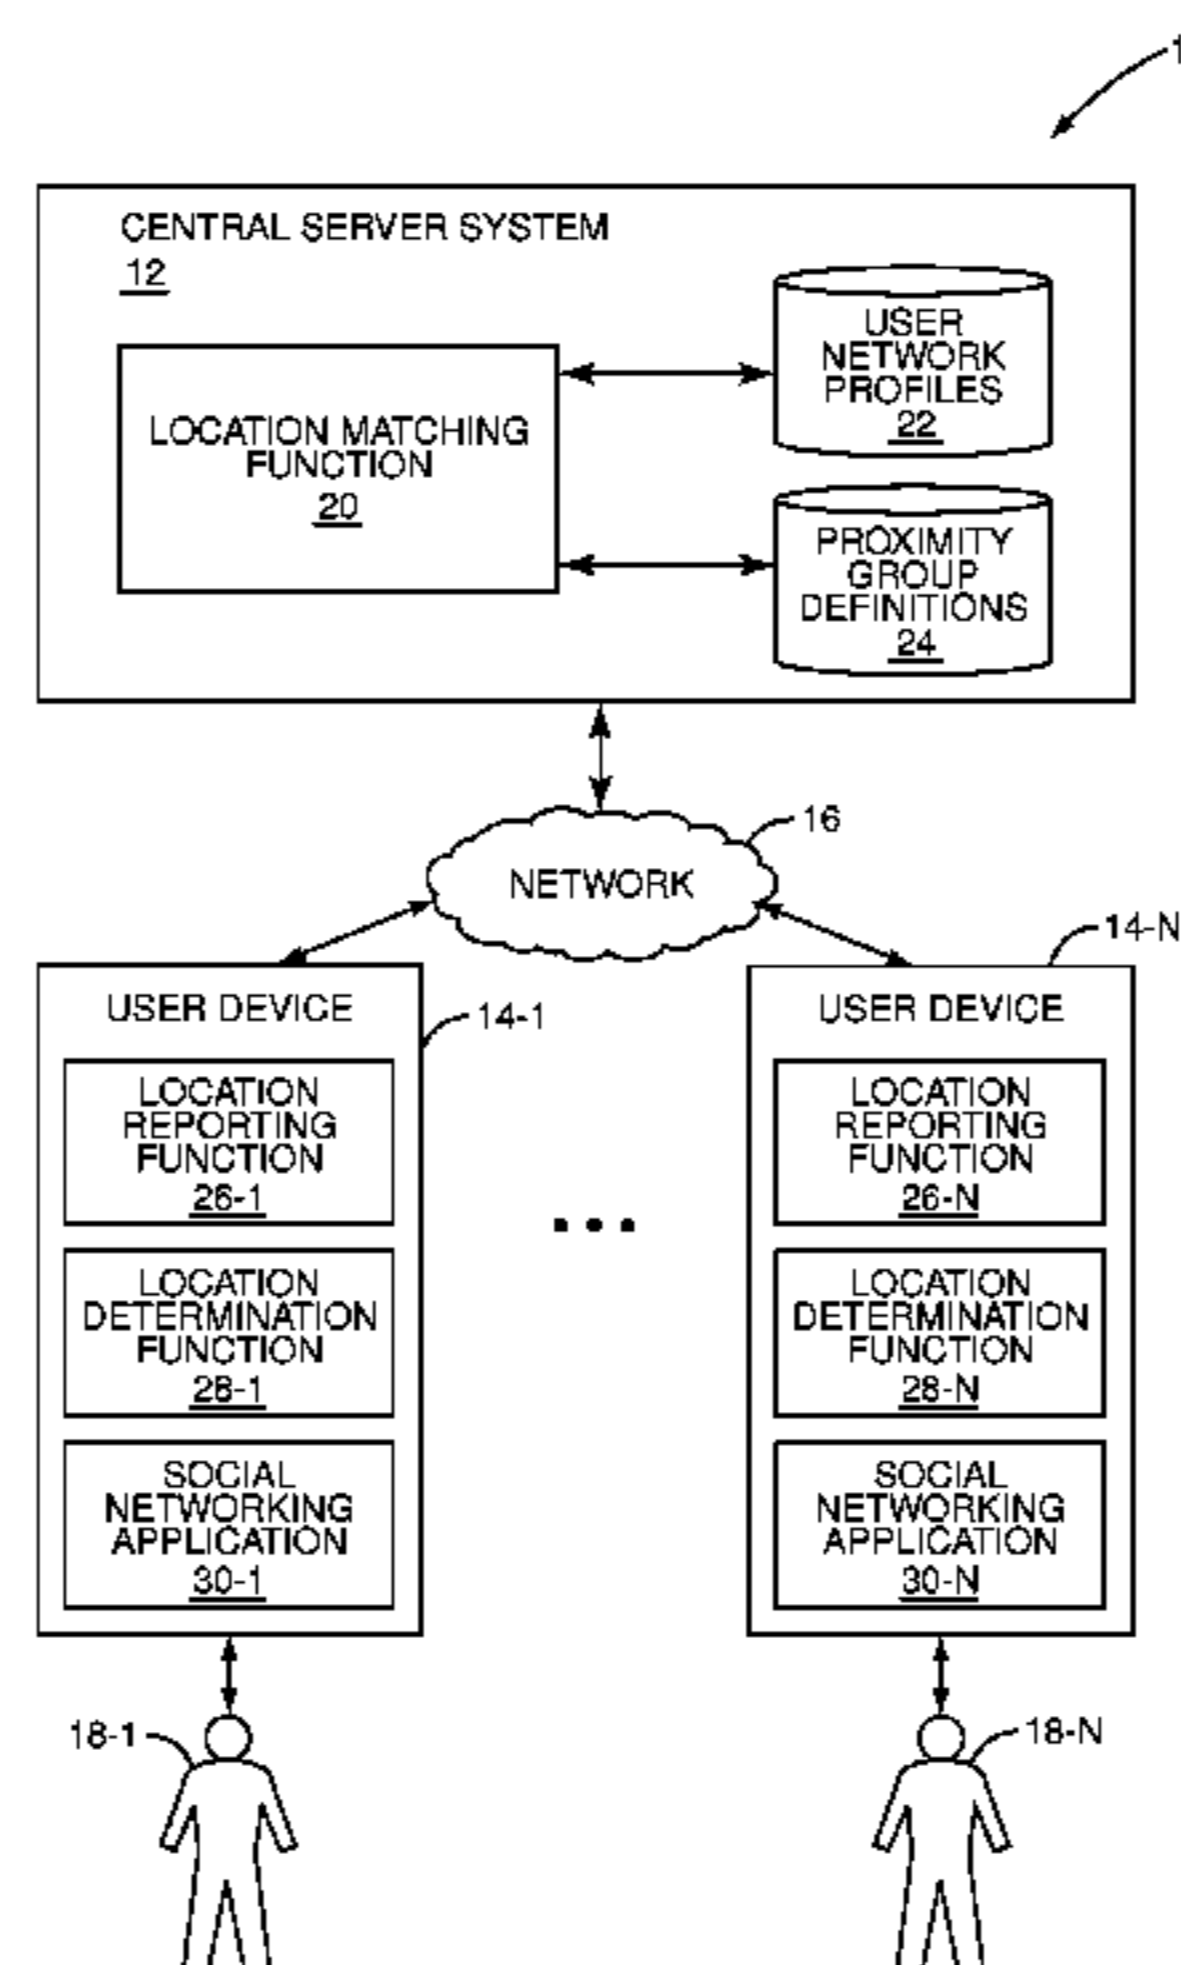 CENTRAL SERVER SYSTEM
12
USER
NETWORK
PROFILES
22
LOCATION MATCHING
FUNCTION
20
PROXIMITY
GROUP
DEFINITIONS
24
16
NETWORK
14-N
USER DEVICE
14-1
LOCATION
REPORTING
FUNCTION
26-1
LOCATION
DETERMINATION
FUNCTION
28-1
SOCIAL
NETWORKING
APPLICATION
30-1
USER DEVICE
LOCATION
REPORTING
FUNCTION
26-N
LOCATION
DETERMINATION
FUNCTION
28-N
SOCIAL
NETWORKING
APPLICATION
30-N
18-1
18-N